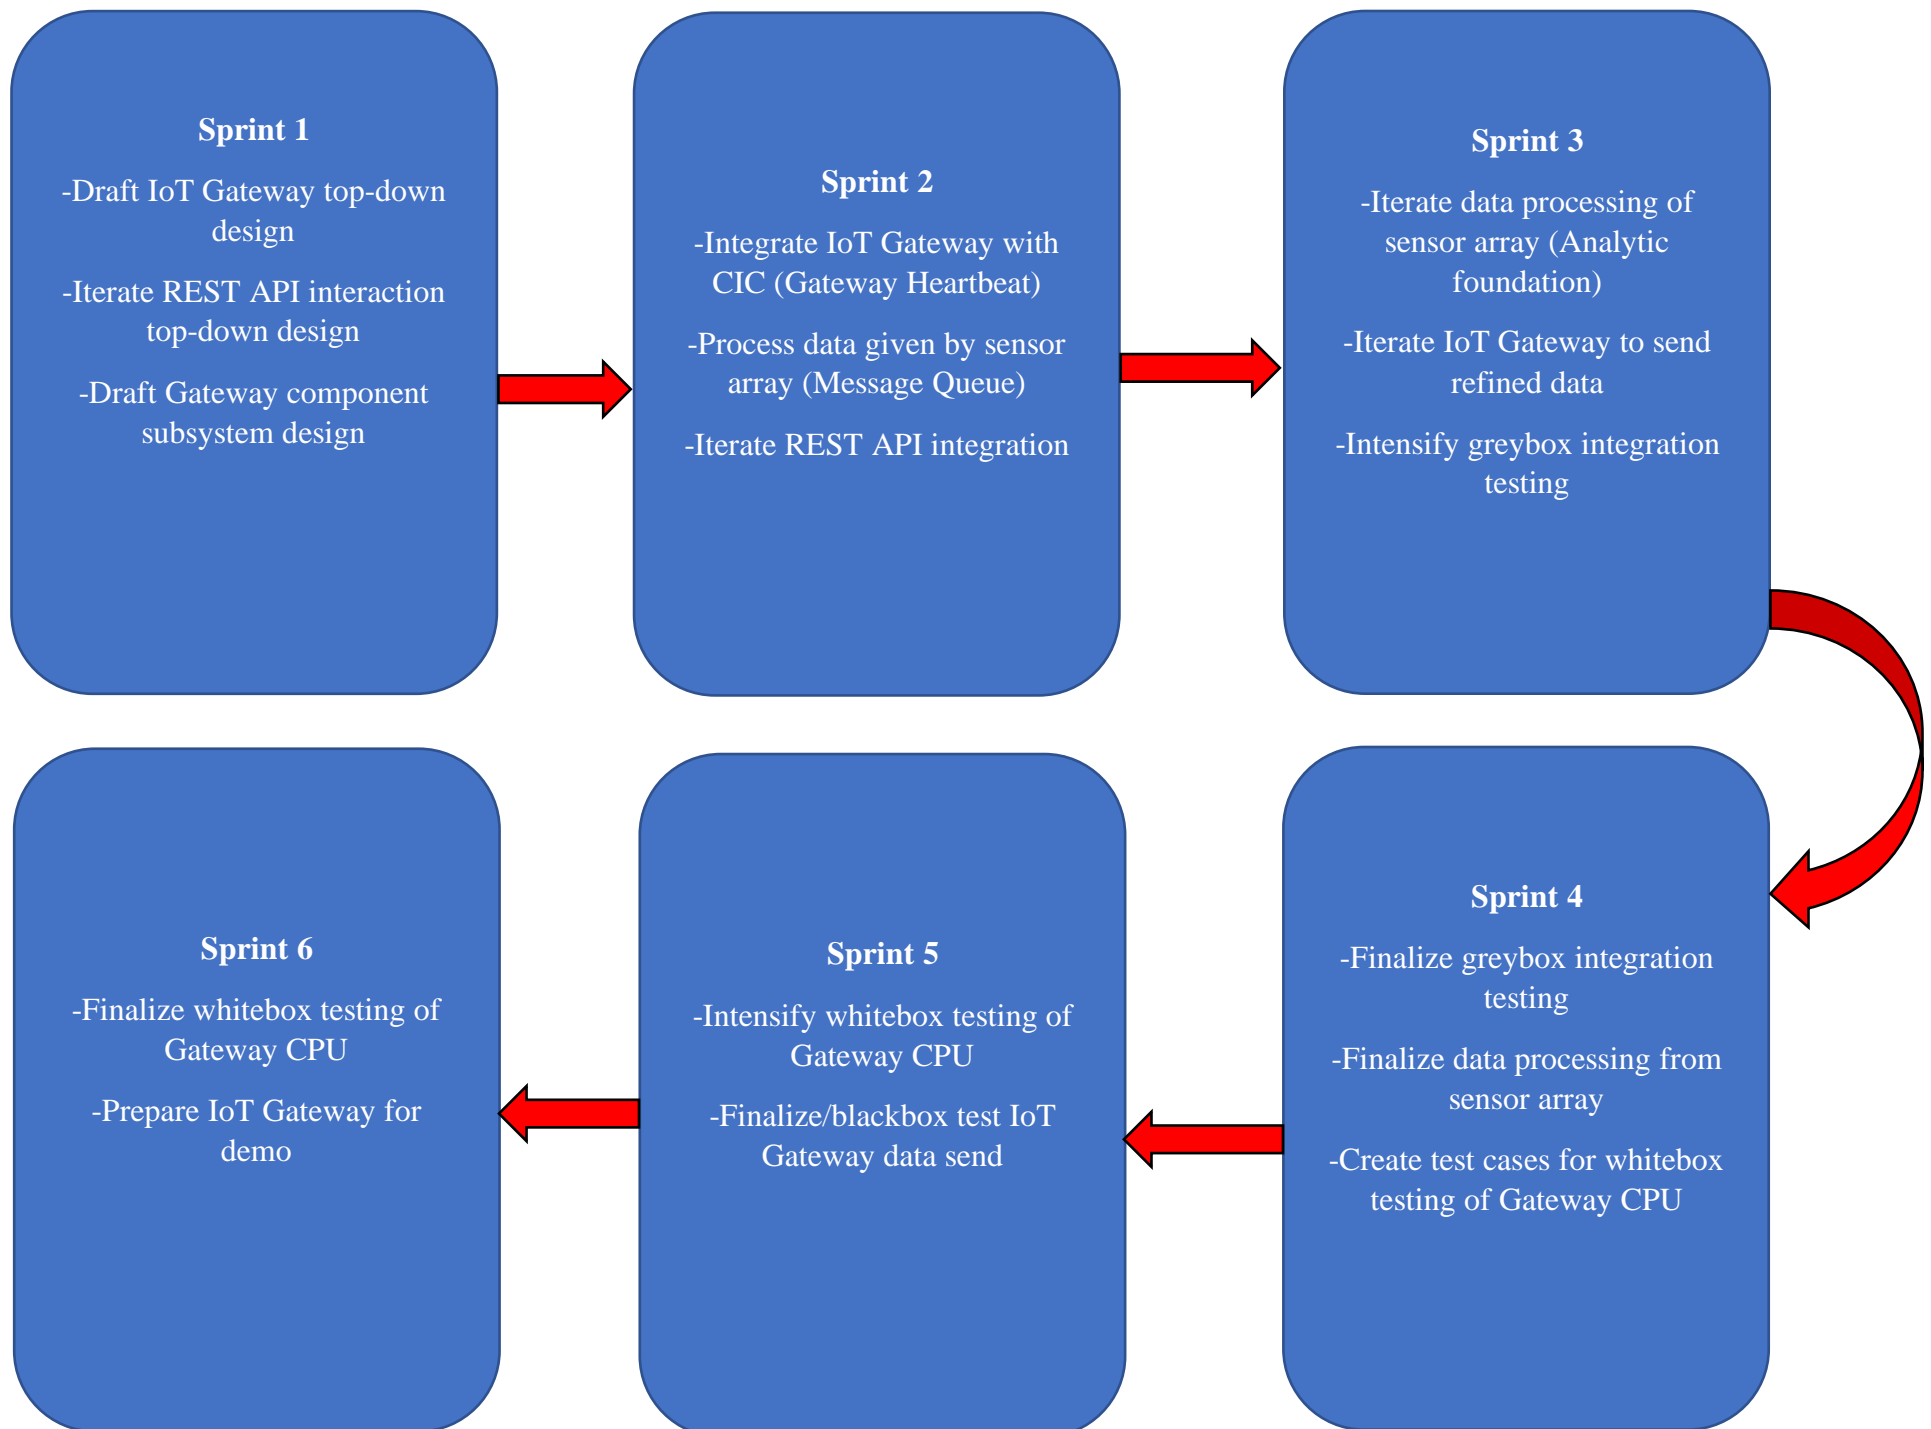 Sprint 1
-Draft IoT Gateway top-down
design
-Iterate REST API interaction
top-down design
-Draft Gateway component
subsystem design
Sprint 2
-Integrate IoT Gateway with
CIC (Gateway Heartbeat)
-Process data given by sensor
array (Message Queue)
-Iterate REST API integration
Sprint 3
-Iterate data processing of
sensor array (Analytic
foundation)
-Iterate IoT Gateway to send
refined data
-Intensify greybox integration
testing
Sprint 4
-Finalize greybox integration
testing
-Finalize data processing from
sensor array
-Create test cases for whitebox
testing of Gateway CPU
Sprint 5
-Intensify whitebox testing of
Gateway CPU
-Finalize/blackbox test IoT
Gateway data send
Sprint 6
-Finalize whitebox testing of
Gateway CPU
-Prepare IoT Gateway for
demo